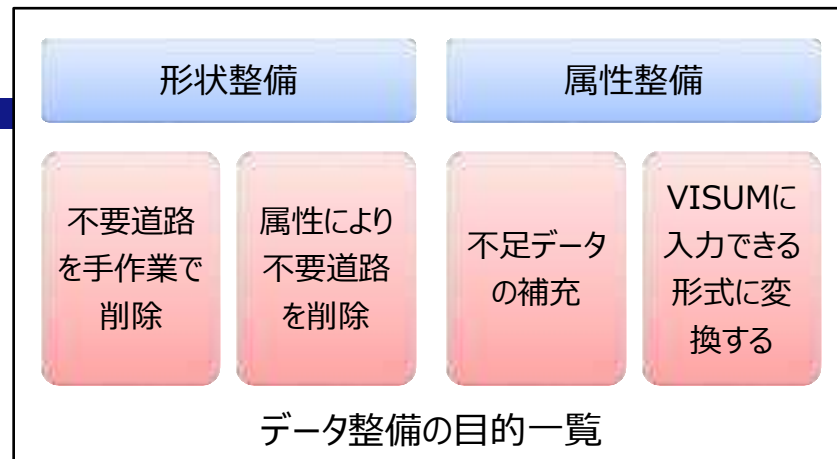 形状整備
属性整備
不要道路
を手作業で
削除
属性により
不要道路
を削除
不足データ
の補充
VISUMに
入力できる
形式に変
換する
データ整備の目的一覧